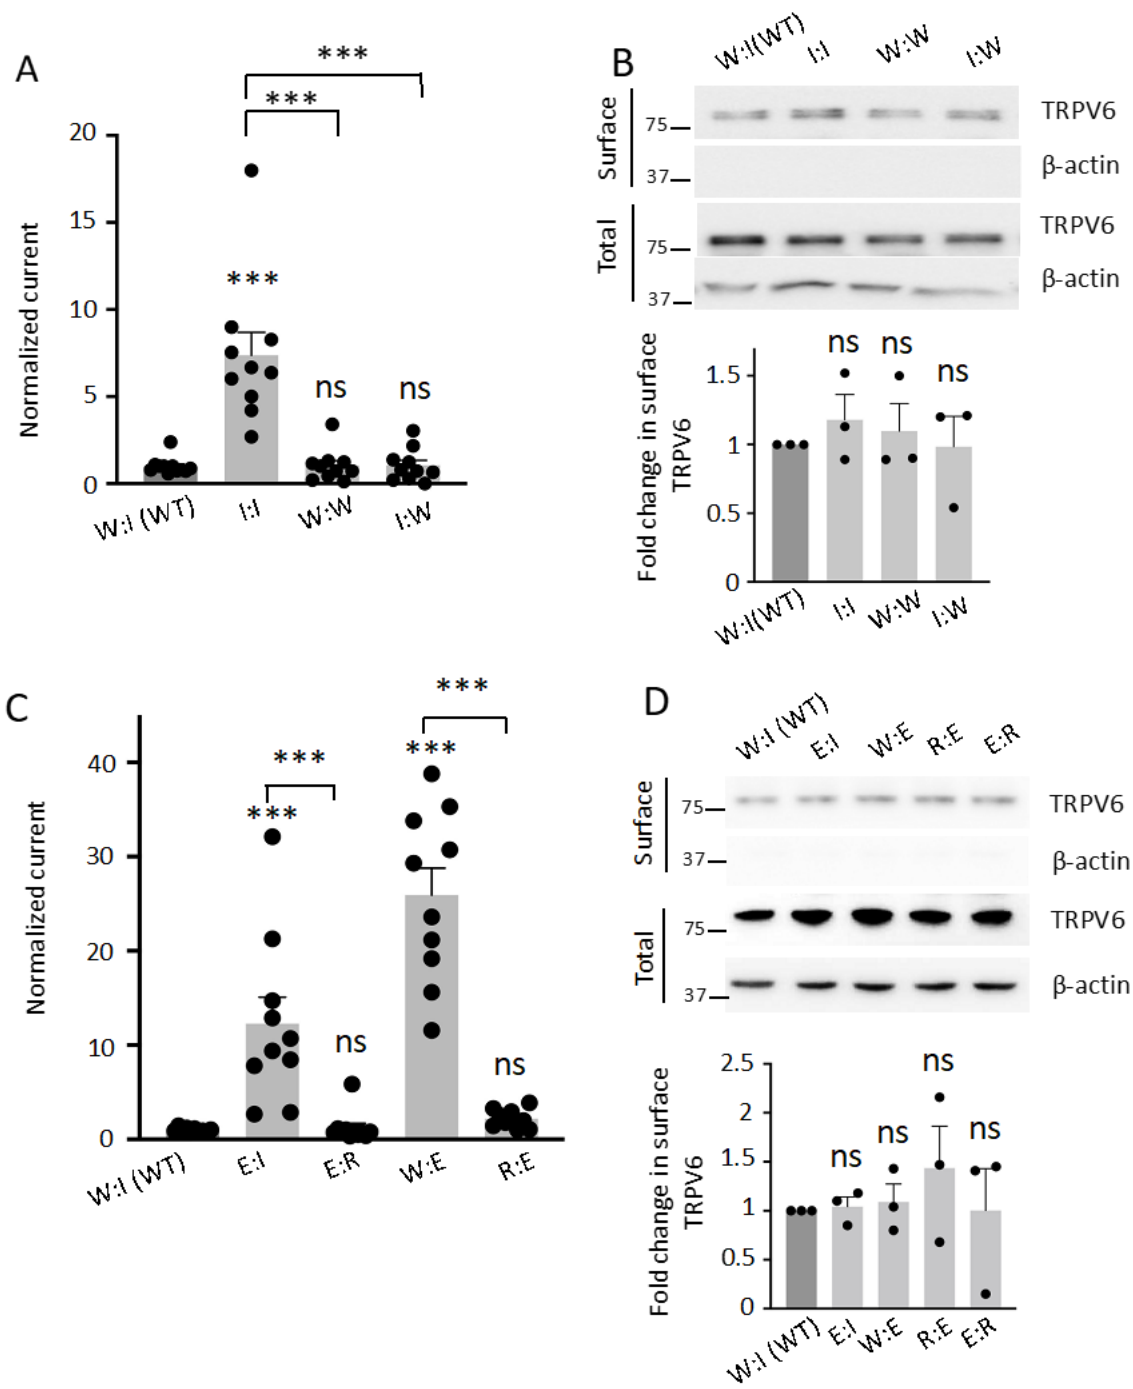 A
***
***
20
15
10
5
0
Normalized current
***
ns
ns
W:I (WT)
I:I
W:W
I:W
B
W:I(WT)
I:I
W:W
I:W
Surface
75
TRPV6
37
β-actin
Total
75
TRPV6
37
β-actin
Fold change in surface
TRPV6
1.5
1
0.5
0
ns
ns
ns
W:I(WT)
I:I
W:W
I:W
C
***
***
***
***
40
30
20
10
0
Normalized current
ns
ns
W:I (WT)
E:I
E:R
W:E
R:E
D
W:I (WT)
E:I
W:E
R:E
E:R
Surface
75
TRPV6
37
β-actin
Total
75
TRPV6
37
β-actin
Fold change in surface
TRPV6
2.5
2
1.5
1
0.5
0
ns
ns
ns
ns
W:I (WT)
E:I
W:E
R:E
E:R